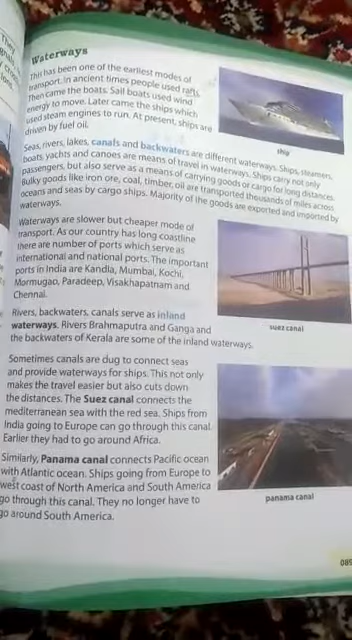 Waterways
This has been one of the earliest modes of
transport. In ancient times people used rafts.
Then came the boats. Sail boats used wind
energy to move. Later came the ships which
used steam engines to run. At present, ships are
driven by fuel oil.
ship
Seas, rivers, lakes, canals and backwaters are different waterways. Ships, steamers,
boats, yachts and canoes are means of travel in waterways. Ships carry not only
passengers, but also serve as a means of carrying goods or cargo for long distances.
Bulky goods like iron ore, coal, timber, oil are transported thousands of miles across
oceans and seas by cargo ships. Majority of the goods are exported and imported by
waterways.
Waterways are slower but cheaper mode of
transport. As our country has long coastline
there are number of ports which serve as
international and national ports. The important
ports in India are Kandla, Mumbai, Kochi,
Mormugao, Paradeep, Visakhapatnam and
Chennai.
suez canal
Rivers, backwaters, canals serve as inland
waterways. Rivers Brahmaputra and Ganga and
the backwaters of Kerala are some of the inland waterways.
Sometimes canals are dug to connect seas
and provide waterways for ships. This not only
makes the travel easier but also cuts down
the distances. The Suez canal connects the
mediterranean sea with the red sea. Ships from
India going to Europe can go through this canal.
Earlier they had to go around Africa.
Similarly, Panama canal connects Pacific ocean
with Atlantic ocean. Ships going from Europe to
west coast of North America and South America
go through this canal. They no longer have to
go around South America.
panama canal
089